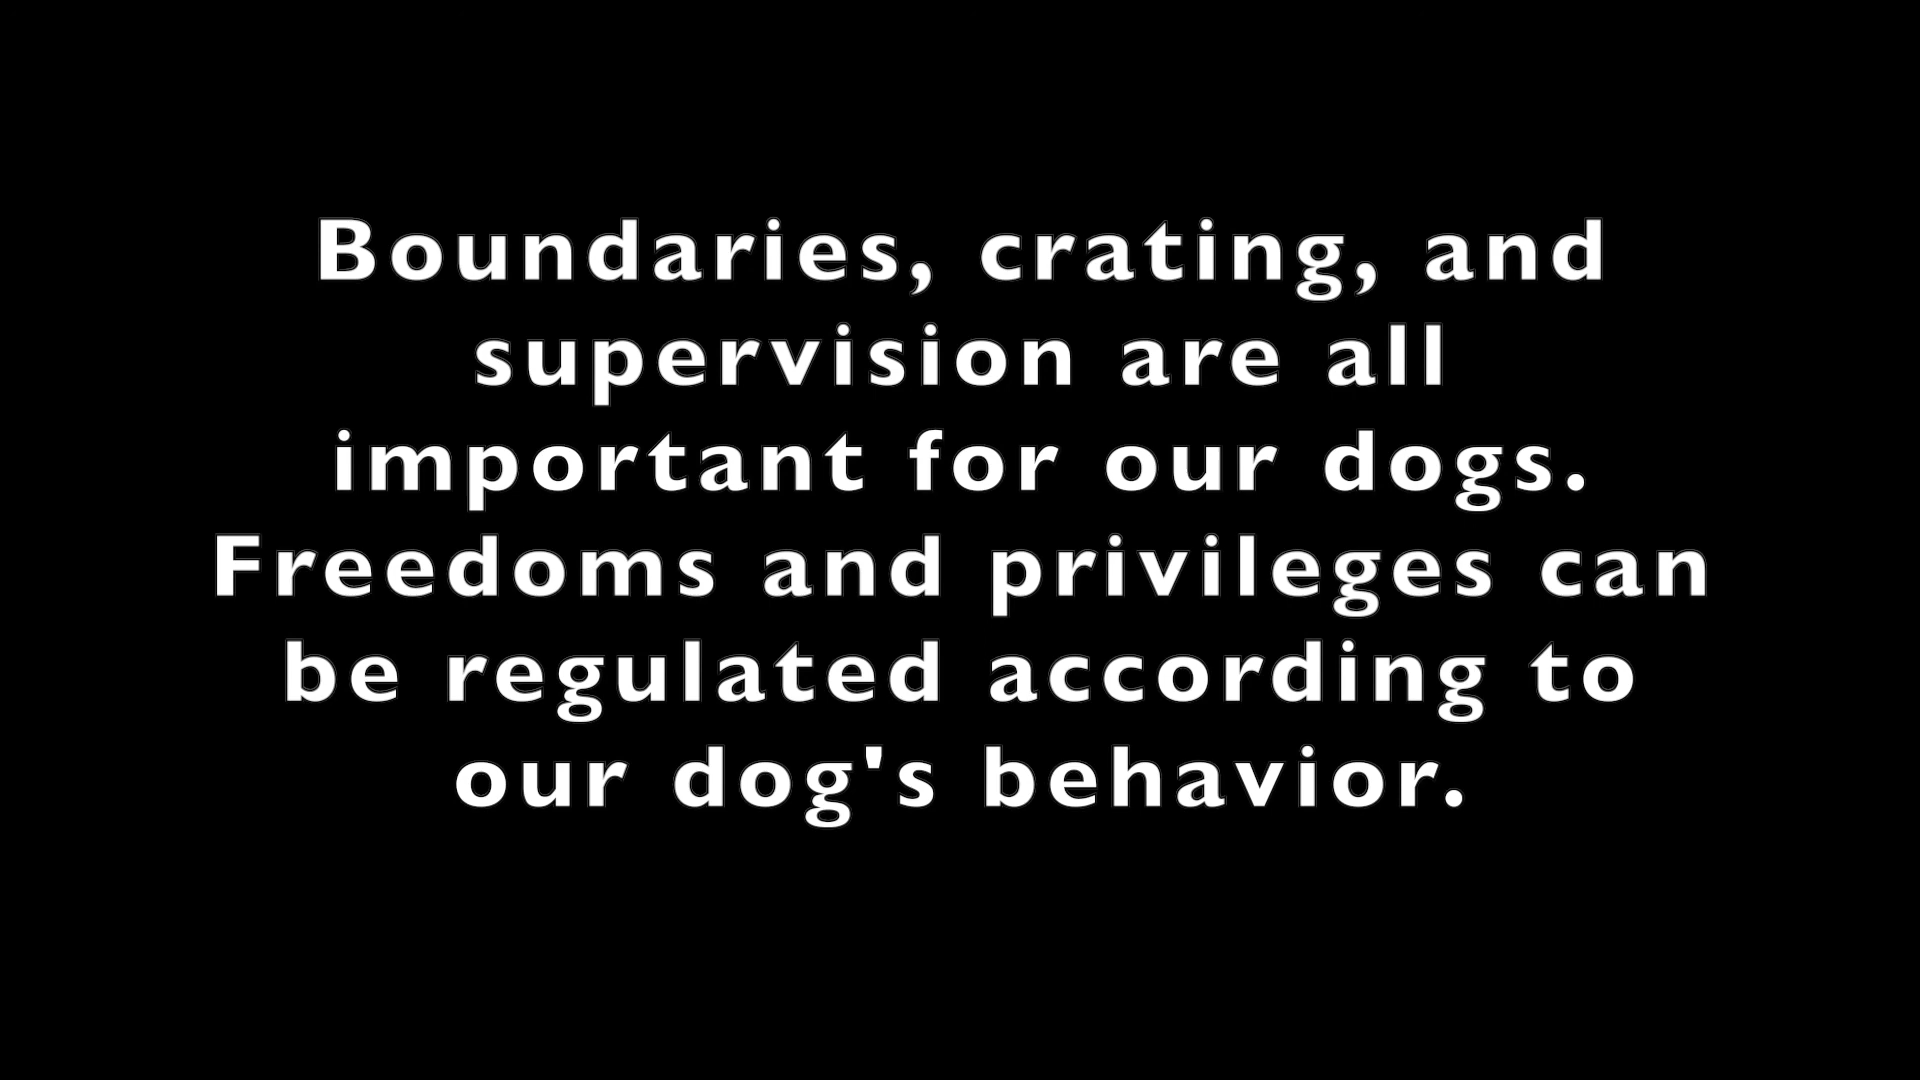 Boundaries, crating, and
supervision are all
important for our dogs.
Freedoms and privileges can
be regulated according to
our dog's behavior.